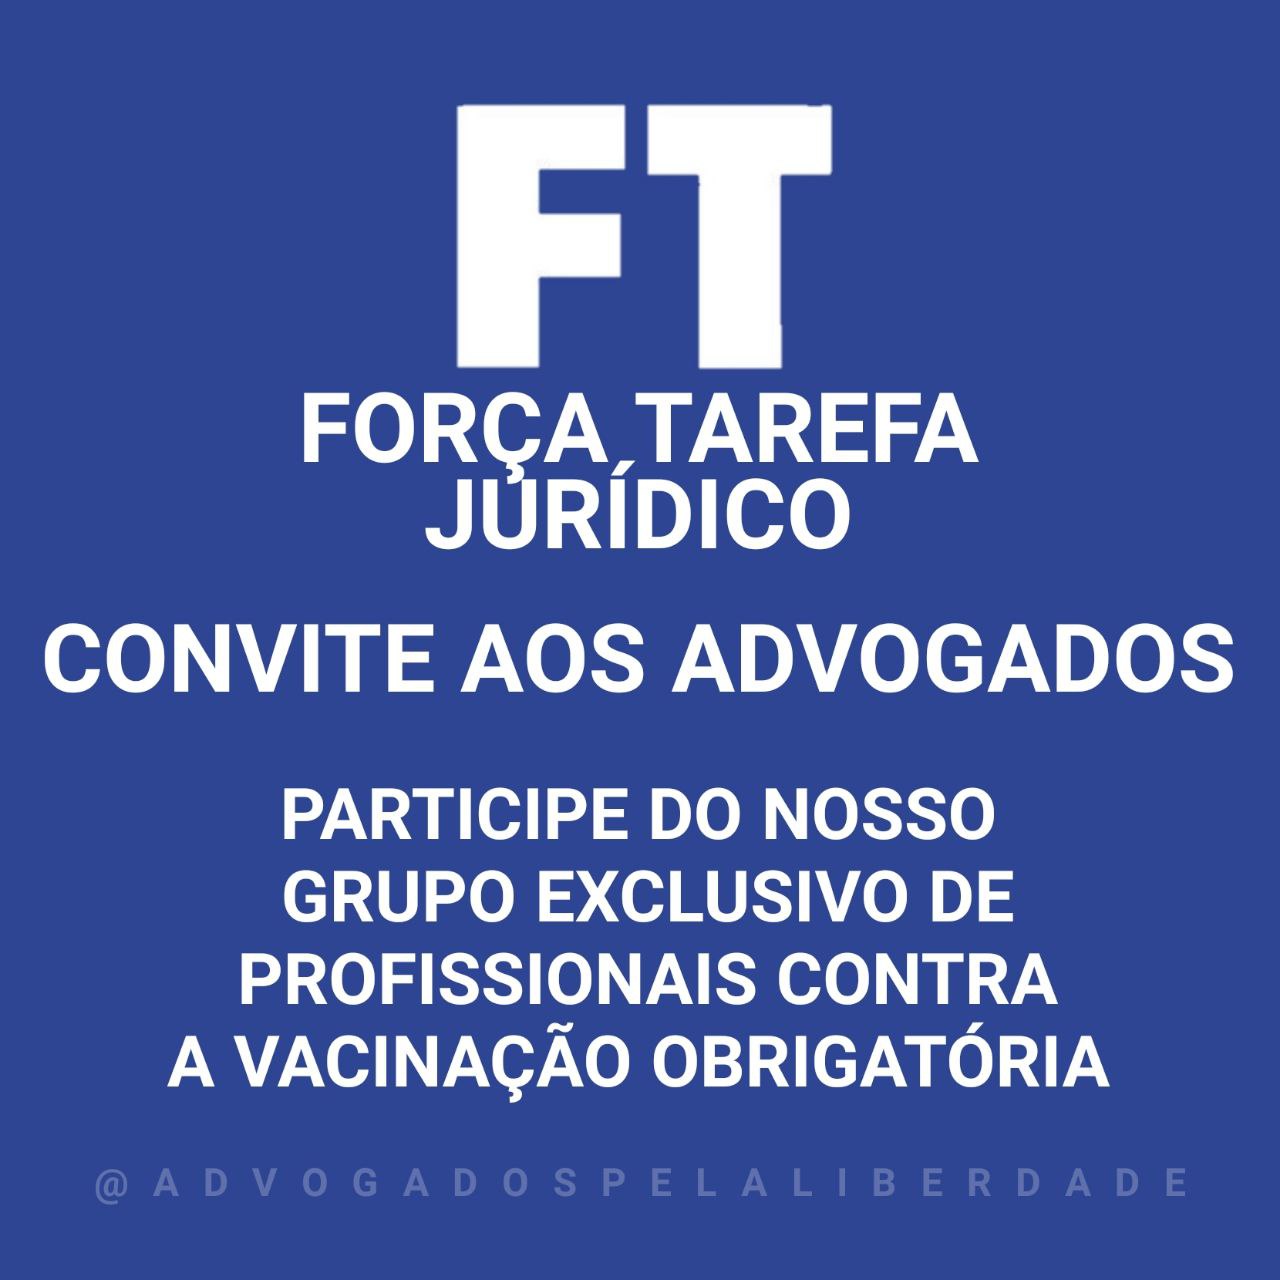 FT
FORÇA TAREFA
JURÍDICO
CONVITE AOS ADVOGADOS
PARTICIPE DO NOSSO
GRUPO EXCLUSIVO DE
PROFISSIONAIS CONTRA
A VACINAÇÃO OBRIGATÓRIA
@ADVOGADOSPELALIBERDADE